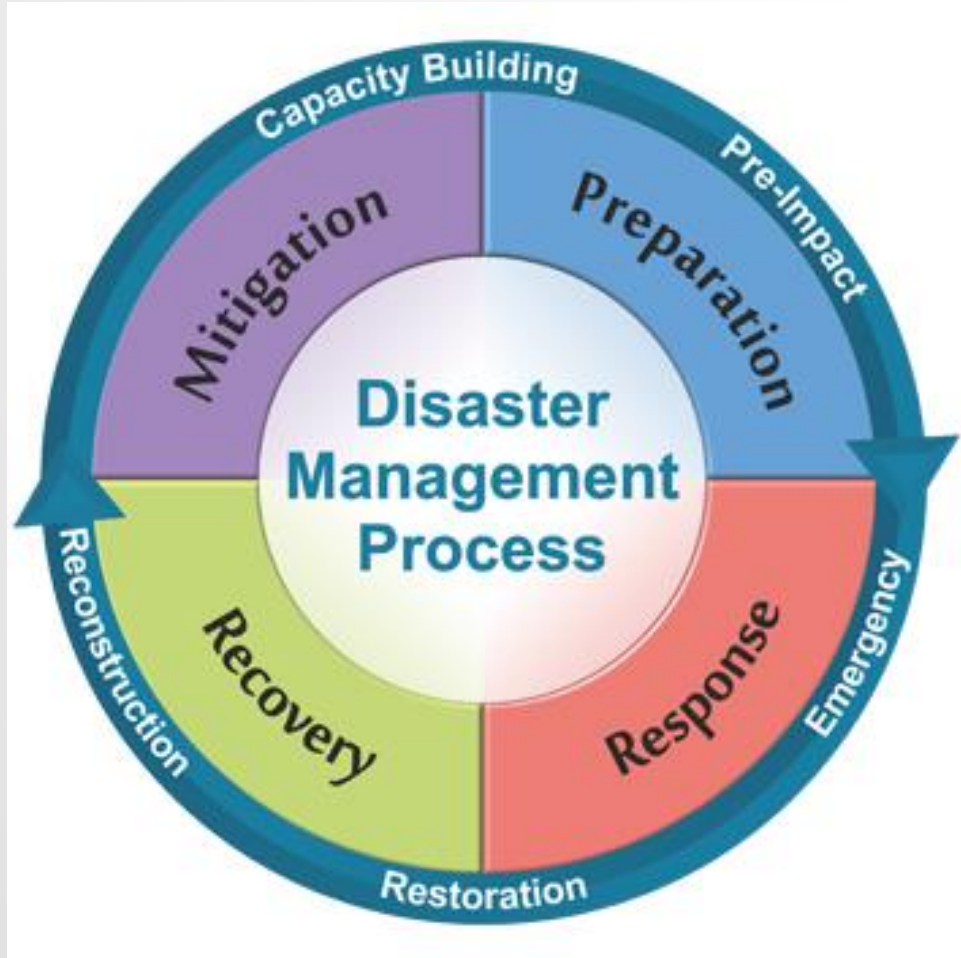 Capacity Building
Pre-Impact
Mitigation
Preparation
Disaster
Management
Process
Reconstruction
Emergency
Recovery
Response
Restoration